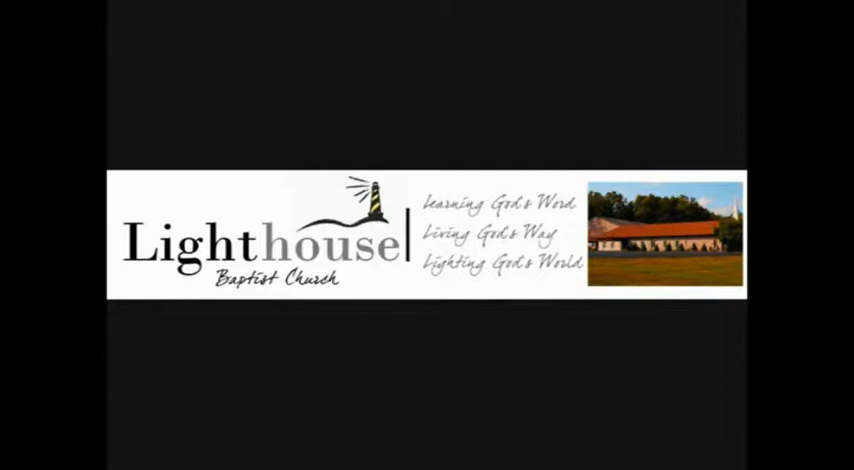 Lighthouse
Baptist Church
Learning God's Word
Living God's Way
Lighting God's World